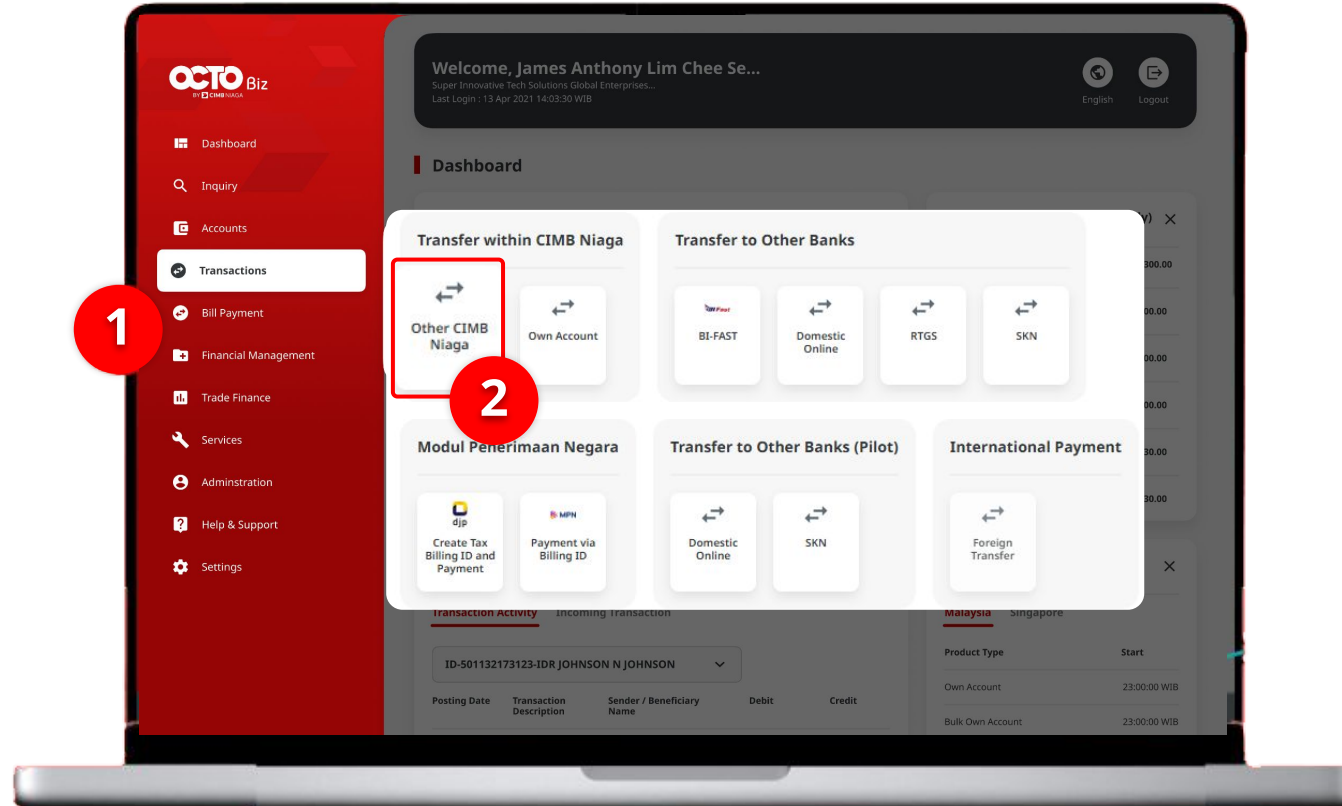 OCTO Biz
BY CIMB NIAGA
Dashboard
Inquiry
Accounts
Transactions
Bill Payment
Financial Management
Trade Finance
Services
Adminstration
Help & Support
Settings
1
Welcome, James Anthony Lim Chee Se...
Super Innovative Tech Solutions Global Enterprises...
Last Login : 13 Apr 2021 14:03:30 WIB
English
Logout
Dashboard
Transfer within CIMB Niaga
Other CIMB
Niaga
Own Account
2
Transfer to Other Banks
BI-FAST
BI-FAST
Domestic
Online
RTGS
SKN
Modul Penerimaan Negara
djp
Create Tax
Billing ID and
Payment
MPN
Payment via
Billing ID
Transfer to Other Banks (Pilot)
Domestic
Online
SKN
International Payment
Foreign
Transfer
y)
300.00
00.00
00.00
00.00
30.00
30.00
Transaction Activity Incoming Transaction
ID-501132173123-IDR JOHNSON N JOHNSON
Posting Date Transaction Description Sender / Beneficiary Name Debit Credit
Malaysia Singapore
Product Type Start
Own Account 23:00:00 WIB
Bulk Own Account 23:00:00 WIB